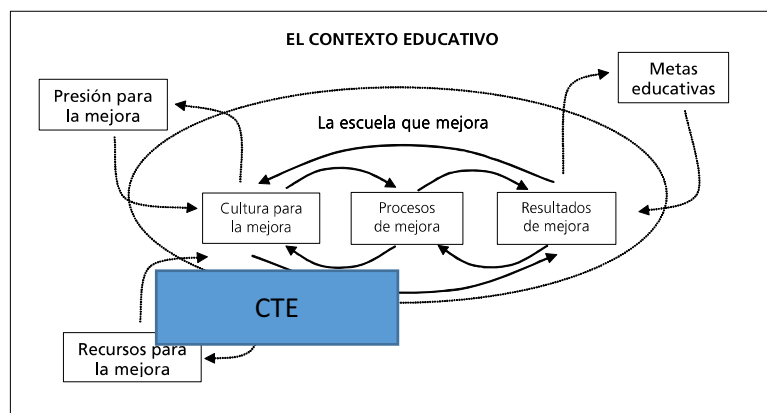 EL CONTEXTO EDUCATIVO
Presión para
la mejora
Metas
educativas
La escuela que mejora
Cultura para
la mejora
Procesos
de mejora
Resultados
de mejora
CTE
Recursos para
la mejora